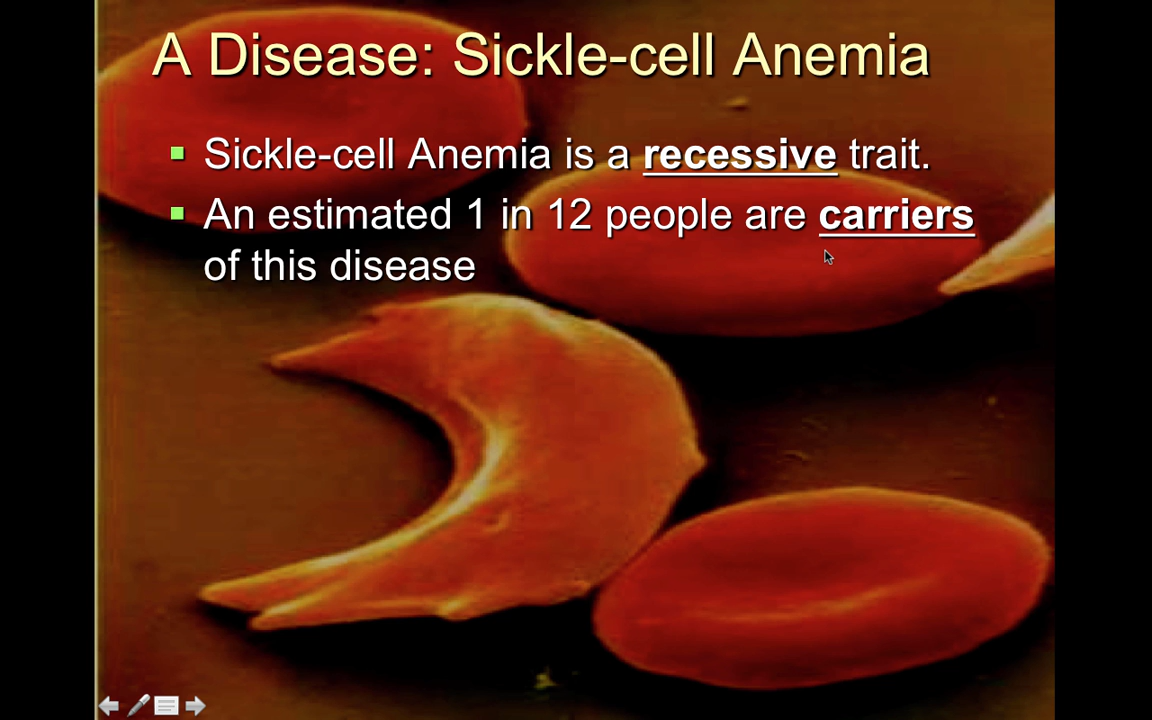 A Disease: Sickle-cell Anemia
Sickle-cell Anemia is a recessive trait.
An estimated 1 in 12 people are carriers
of this disease